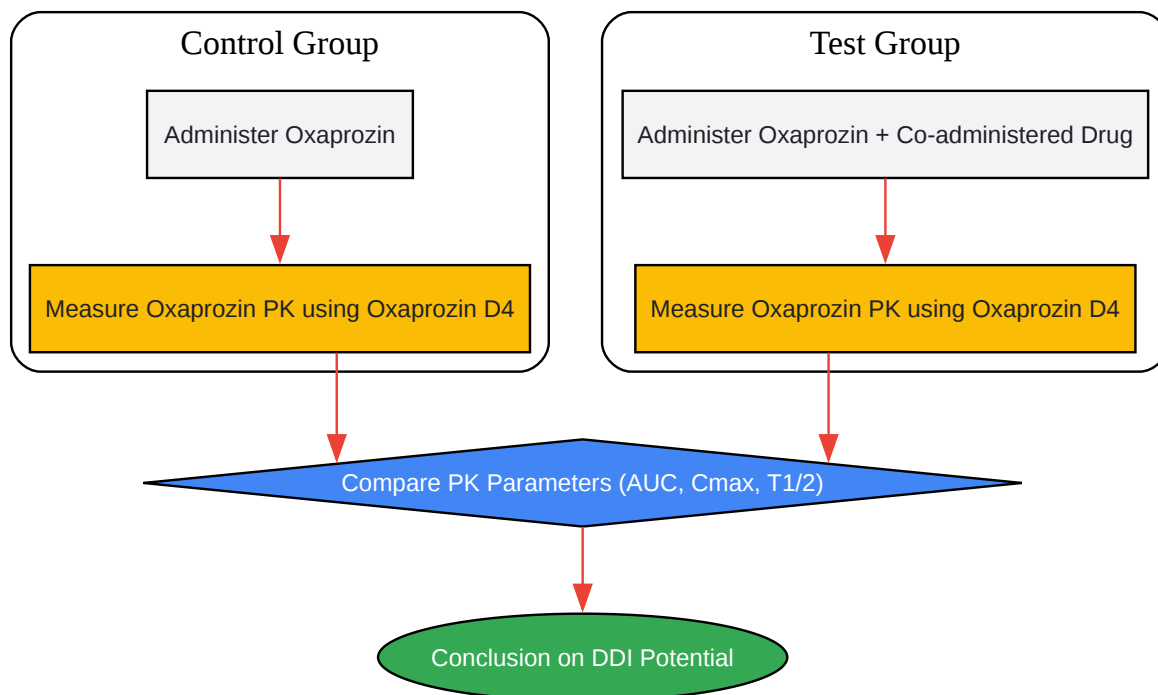 Control Group
Test Group
Administer Oxaprozin
Administer Oxaprozin + Co-administered Drug
Measure Oxaprozin PK using Oxaprozin D4
Measure Oxaprozin PK using Oxaprozin D4
Compare PK Parameters (AUC, Cmax, T1/2)
Conclusion on DDI Potential